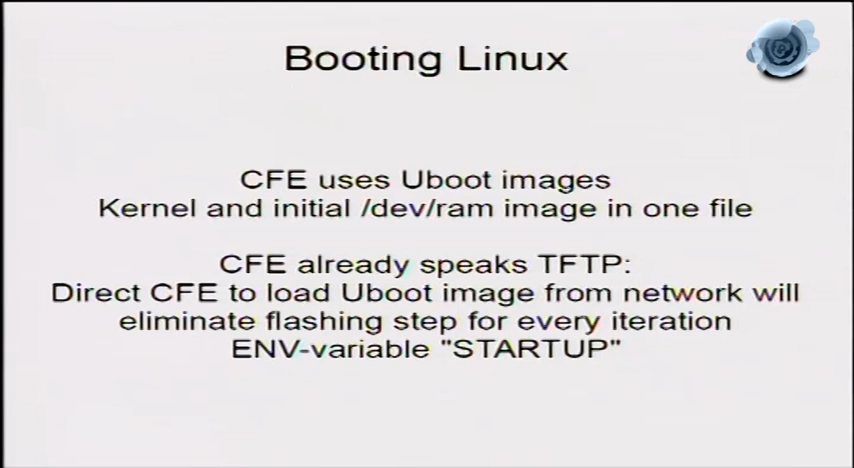 Booting Linux
CFE uses Uboot images
Kernel and initial /dev/ram image in one file
CFE already speaks TFTP:
Direct CFE to load Uboot image from network will
eliminate flashing step for every iteration
ENV-variable "STARTUP"